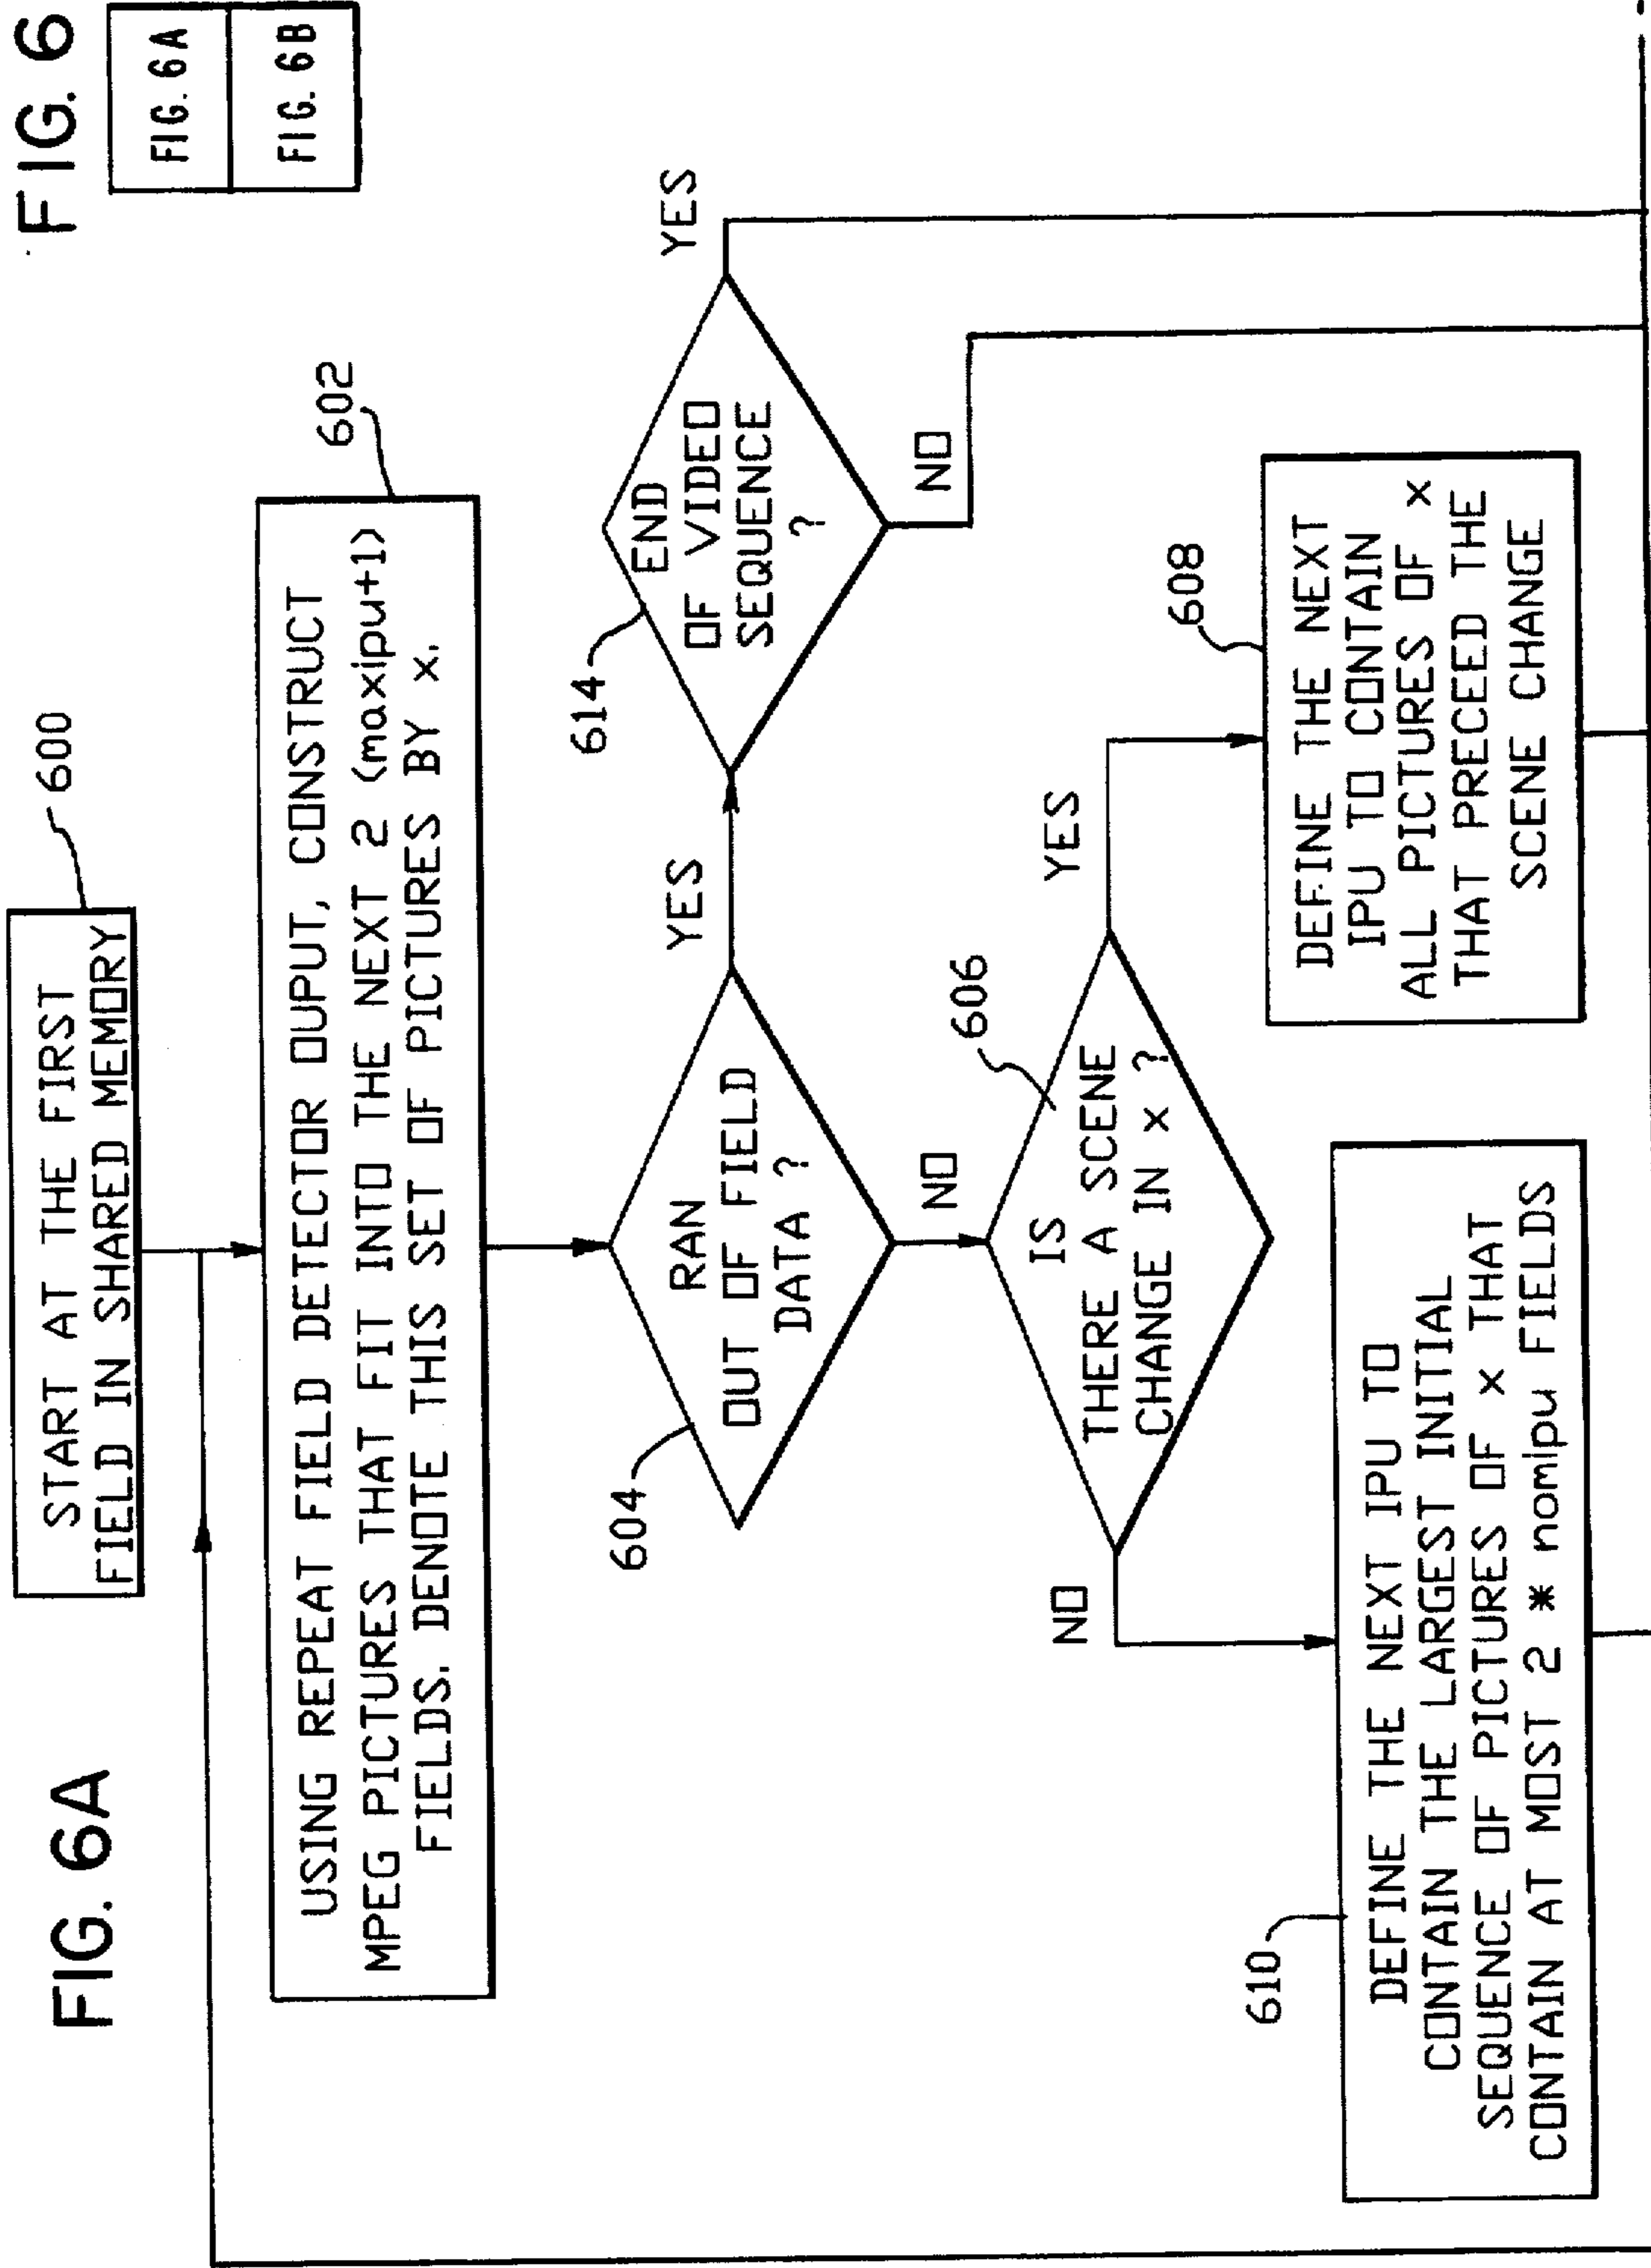 FIG. 6A
FIG. 6
FIG. 6A
FIG. 6B
600
START AT THE FIRST
FIELD IN SHARED MEMORY
602
USING REPEAT FIELD DETECTOR OUPUT, CONSTRUCT
MPEG PICTURES THAT FIT INTO THE NEXT 2 (maxipu+1)
FIELDS. DENOTE THIS SET OF PICTURES BY x.
604
RAN
OUT OF FIELD
DATA ?
YES
NO
614
END
OF VIDEO
SEQUENCE
?
YES
NO
606
IS
THERE A SCENE
CHANGE IN x ?
NO
YES
610
DEFINE THE NEXT IPU TO
CONTAIN THE LARGEST INITIAL
SEQUENCE OF PICTURES OF x THAT
CONTAIN AT MOST 2 * nomipu FIELDS
608
DEFINE THE NEXT
IPU TO CONTAIN
ALL PICTURES OF x
THAT PRECEED THE
SCENE CHANGE